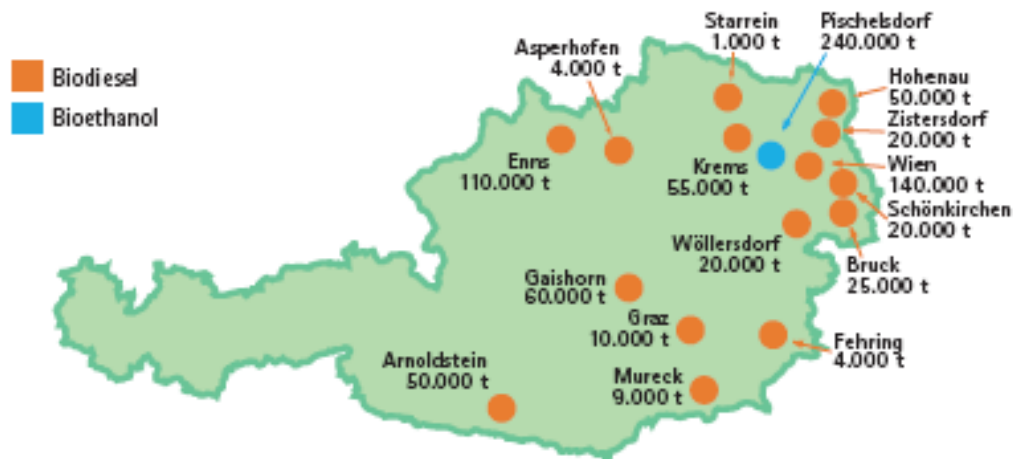 Biodiesel
Bioethanol
Starrein
1.000 t
Pischelsdorf
240.000 t
Asperhofen
4.000 t
Hohenau
50.000 t
Zistersdorf
20.000 t
Enns
110.000 t
Krems
55.000 t
Wien
140.000 t
Schönkirchen
20.000 t
Wöllersdorf
20.000 t
Bruck
25.000 t
Gaishorn
60.000 t
Graz
10.000 t
Fehring
4.000 t
Arnoldstein
50.000 t
Mureck
9.000 t